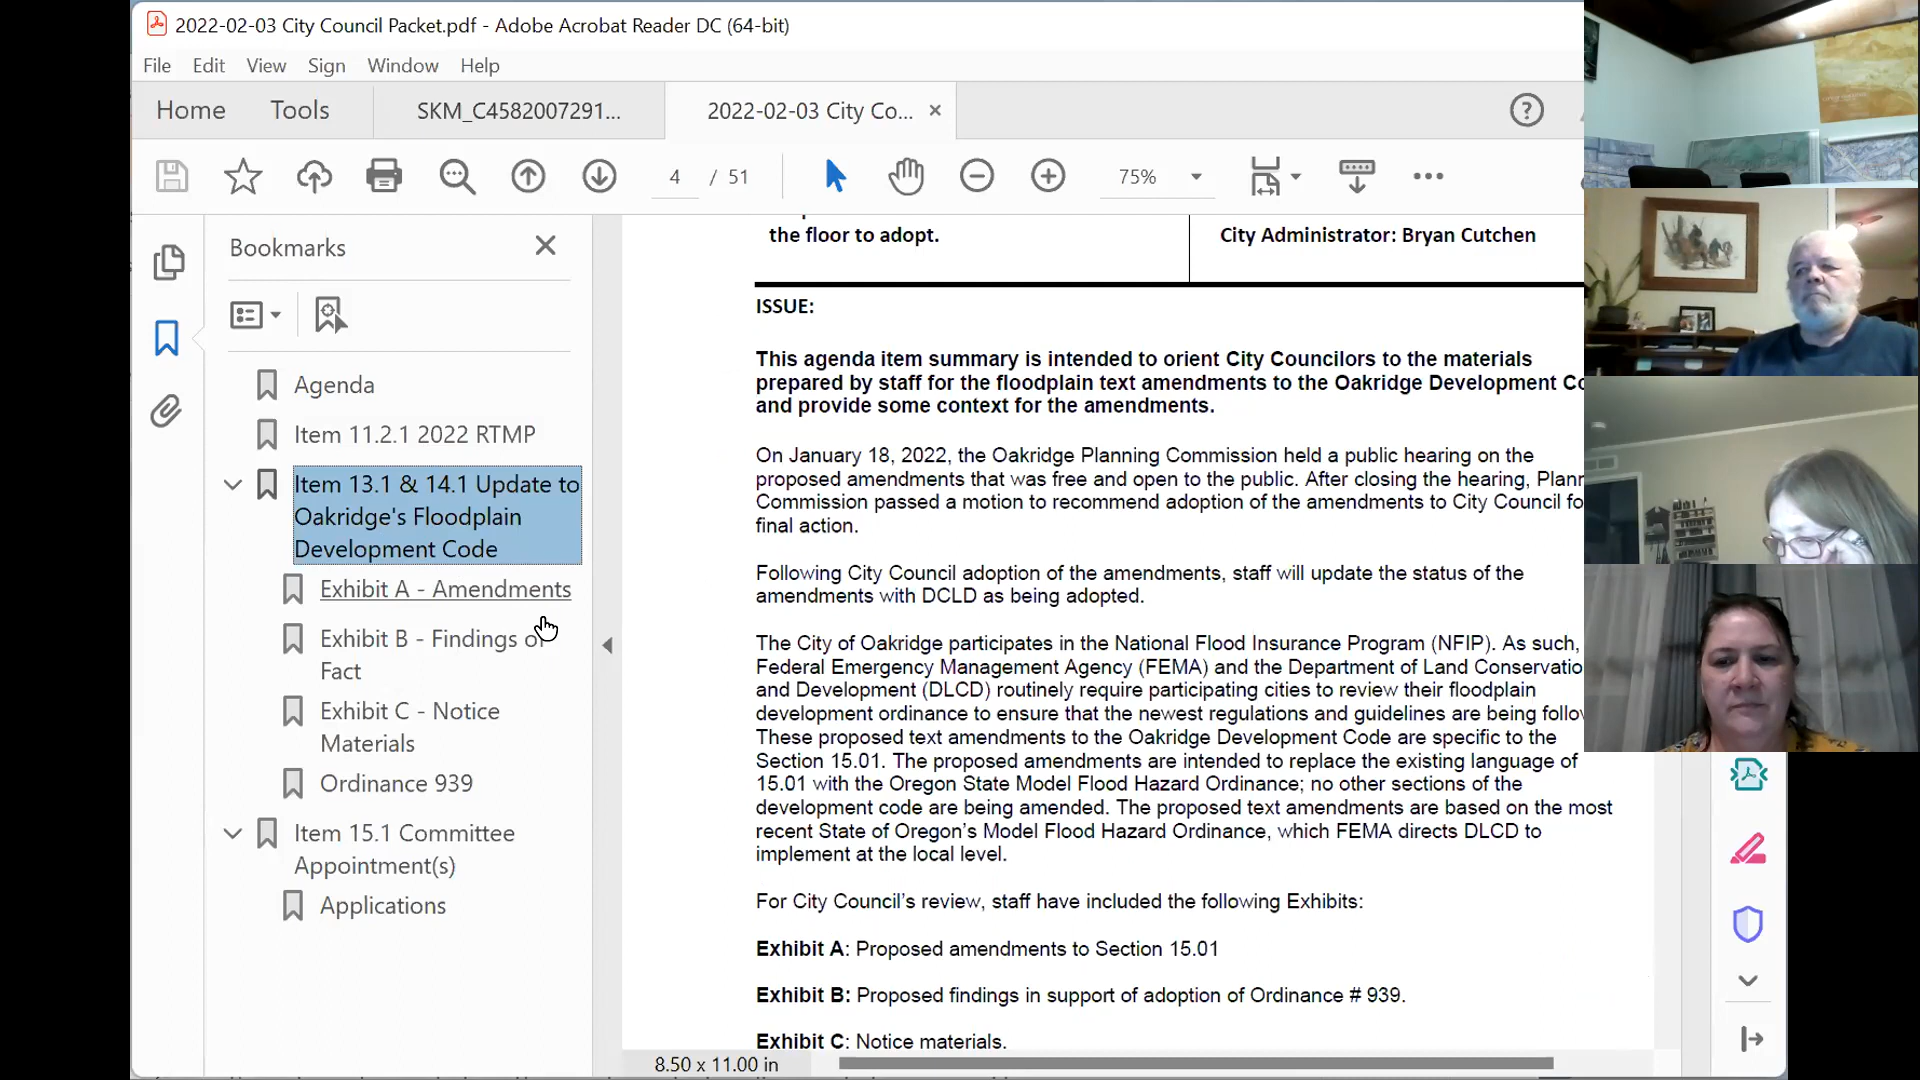 2022-02-03 City Council Packet.pdf - Adobe Acrobat Reader DC (64-bit)
File Edit View Sign Window Help
Home Tools SKM_C4582007291... 2022-02-03 City Co...
4 / 51 75%
Bookmarks
Agenda
Item 11.2.1 2022 RTMP
Item 13.1 & 14.1 Update to
Oakridge's Floodplain
Development Code
Exhibit A - Amendments
Exhibit B - Findings of
Fact
Exhibit C - Notice
Materials
Ordinance 939
Item 15.1 Committee
Appointment(s)
Applications
the floor to adopt.
City Administrator: Bryan Cutchen
ISSUE:
This agenda item summary is intended to orient City Councilors to the materials
prepared by staff for the floodplain text amendments to the Oakridge Development Co
and provide some context for the amendments.
On January 18, 2022, the Oakridge Planning Commission held a public hearing on the
proposed amendments that was free and open to the public. After closing the hearing, Plann
Commission passed a motion to recommend adoption of the amendments to City Council fo
final action.
Following City Council adoption of the amendments, staff will update the status of the
amendments with DCLD as being adopted.
The City of Oakridge participates in the National Flood Insurance Program (NFIP). As such,
Federal Emergency Management Agency (FEMA) and the Department of Land Conservatio
and Development (DLCD) routinely require participating cities to review their floodplain
development ordinance to ensure that the newest regulations and guidelines are being follow
These proposed text amendments to the Oakridge Development Code are specific to the
Section 15.01. The proposed amendments are intended to replace the existing language of
15.01 with the Oregon State Model Flood Hazard Ordinance; no other sections of the
development code are being amended. The proposed text amendments are based on the most
recent State of Oregon's Model Flood Hazard Ordinance, which FEMA directs DLCD to
implement at the local level.
For City Council's review, staff have included the following Exhibits:
Exhibit A: Proposed amendments to Section 15.01
Exhibit B: Proposed findings in support of adoption of Ordinance # 939.
Exhibit C: Notice materials.
8.50 x 11.00 in